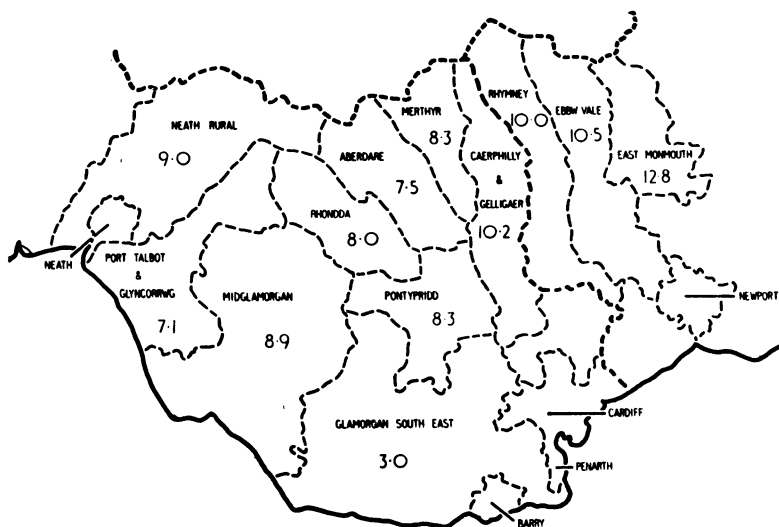 NEATH RURAL
9.0
ABERDARE
7.5
MERTHYR
8.3
RHYMNEY
10.0
EBBW VALE
10.5
EAST MONMOUTH
12.8
CAERPHILLY
&
GELLIGAER
10.2
RHONDDA
8.0
NEATH
PORT TALBOT
&
GLYNCORRWG
7.1
MIDGLAMORGAN
8.9
PONTYPRIDD
8.3
NEWPORT
GLAMORGAN SOUTH EAST
3.0
CARDIFF
PENARTH
BARRY